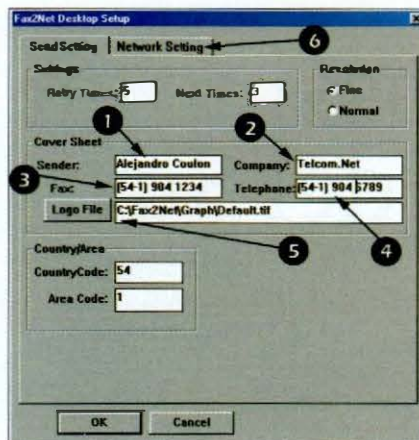 Fax2Net Desktop Setup
Send Setting Network Setting 6
Settings Resolution
Retry Times: 5 Next Times: 3 Fine
Normal
1 2
Cover Sheet
Sender: Alejandro Coulon Company: Telcom.Net
3 Fax: (54-1) 904 1234 Telephone: (54-1) 904 6789
Logo File C:\Fax2Net\Graph\Default.tif
5 4
Country/Area
CountryCode: 54
Area Code: 1
OK Cancel